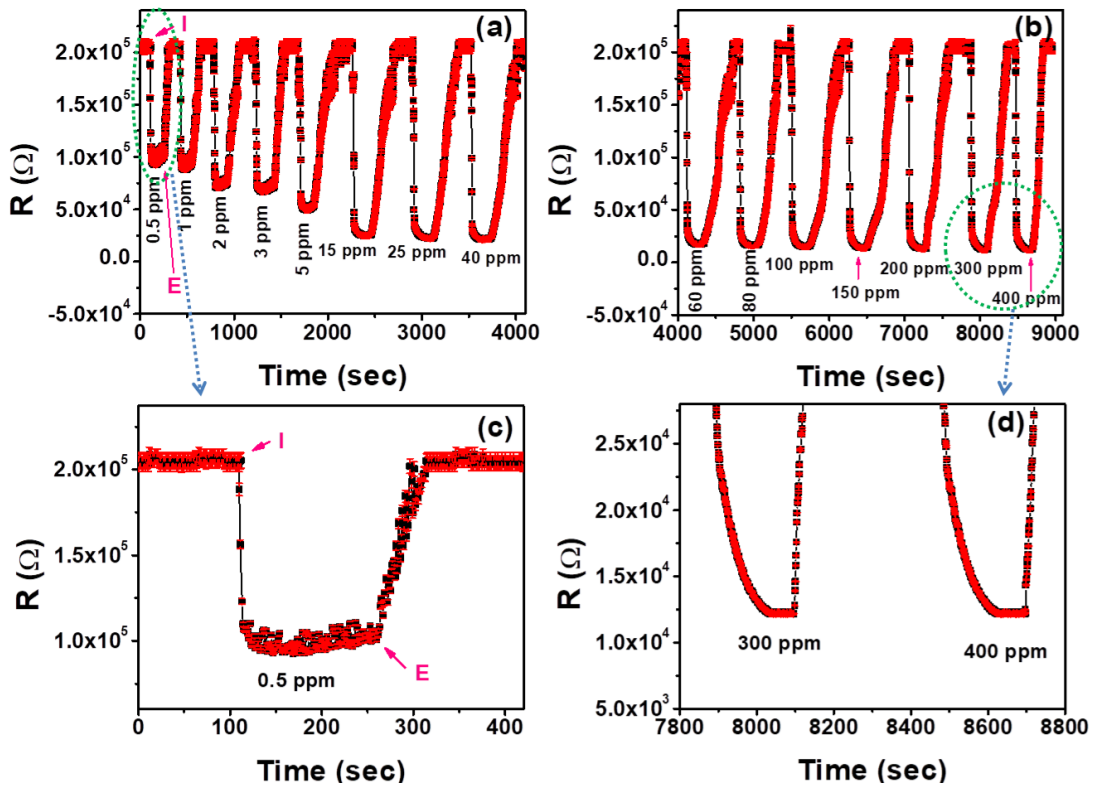 (a)
I
R (Ω)
2.0x10⁵
1.5x10⁵
1.0x10⁵
5.0x10⁴
0.0
-5.0x10⁴
0.5 ppm
1 ppm
2 ppm
3 ppm
5 ppm
15 ppm
25 ppm
40 ppm
E
0 1000 2000 3000 4000
Time (sec)
(b)
R (Ω)
2.0x10⁵
1.5x10⁵
1.0x10⁵
5.0x10⁴
0.0
-5.0x10⁴
60 ppm
80 ppm
100 ppm
150 ppm
200 ppm
300 ppm
400 ppm
4000 5000 6000 7000 8000 9000
Time (sec)
(c)
I
R (Ω)
2.0x10⁵
1.5x10⁵
1.0x10⁵
E
0.5 ppm
0 100 200 300 400
Time (sec)
(d)
R (Ω)
2.5x10⁴
2.0x10⁴
1.5x10⁴
1.0x10⁴
5.0x10³
300 ppm
400 ppm
7800 8000 8200 8400 8600 8800
Time (sec)